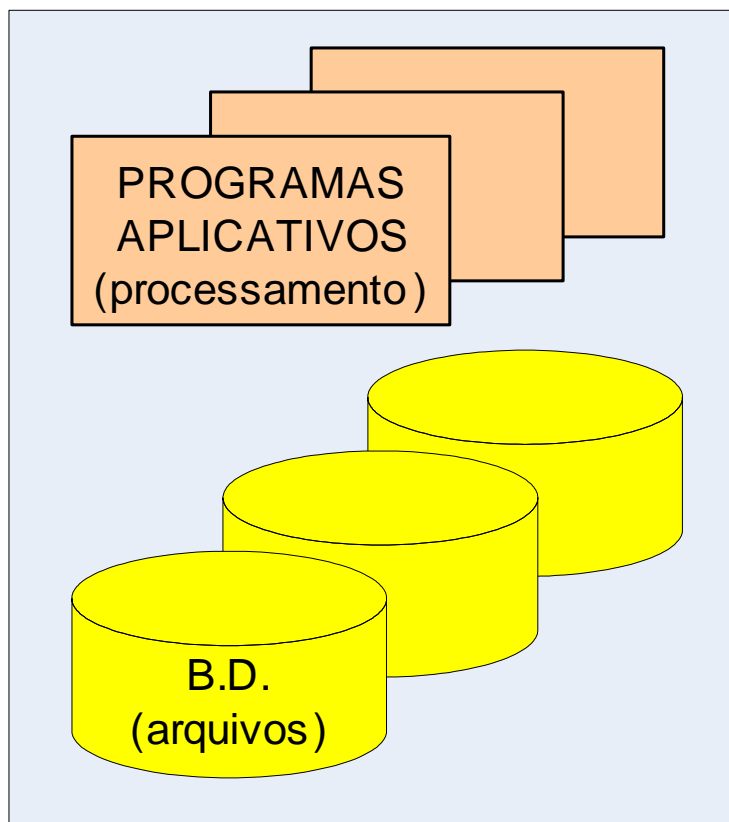 PROGRAMAS
APLICATIVOS
(processamento)
B.D.
(arquivos)